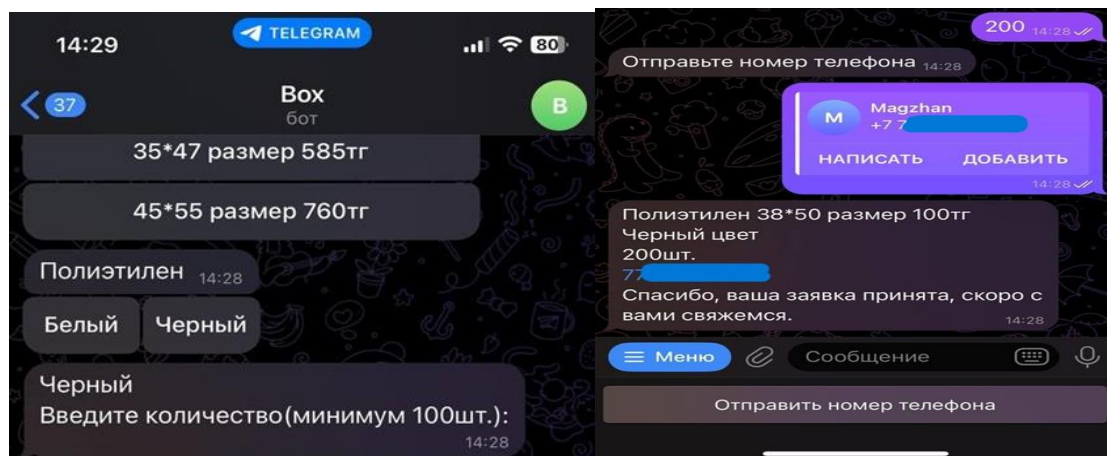 14:29
TELEGRAM
80
37
Box
бот
B
35*47 размер 585тг
45*55 размер 760тг
Полиэтилен 14:28
Белый Черный
Черный
Введите количество(минимум 100шт.):
14:28
200 14:28
Отправьте номер телефона 14:28
M
Magzhan
+7 7
НАПИСАТЬ ДОБАВИТЬ
14:28
Полиэтилен 38*50 размер 100тг
Черный цвет
200шт.
77
Спасибо, ваша заявка принята, скоро с
вами свяжемся.
14:28
Меню Сообщение
Отправить номер телефона